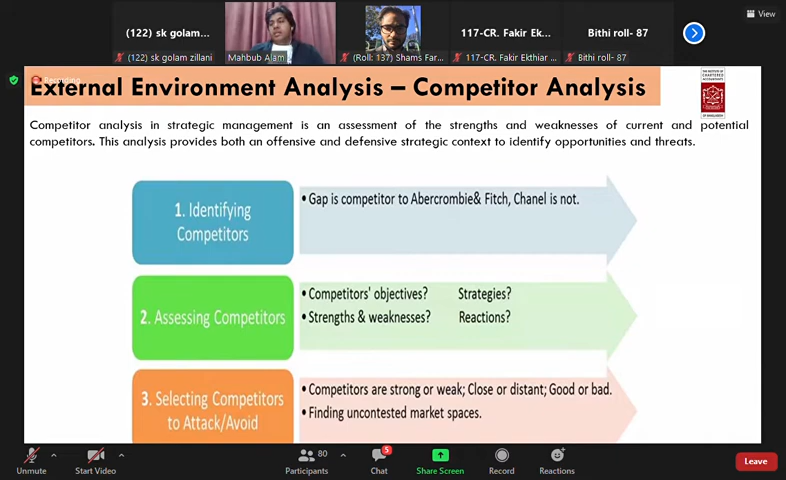 View
(122) sk golam...
117-CR. Fakir Ek...
Bithi roll- 87
(122) sk golam zillani
Mahbub Alam
(Roll: 137) Shams Far...
117-CR. Fakir Ekthiar ...
Bithi roll- 87
Recording
External Environment Analysis – Competitor Analysis
Competitor analysis in strategic management is an assessment of the strengths and weaknesses of current and potential
competitors. This analysis provides both an offensive and defensive strategic context to identify opportunities and threats.
1. Identifying
Competitors
• Gap is competitor to Abercrombie& Fitch, Chanel is not.
2. Assessing Competitors
• Competitors' objectives? Strategies?
• Strengths & weaknesses? Reactions?
3. Selecting Competitors
to Attack/Avoid
• Competitors are strong or weak; Close or distant; Good or bad.
• Finding uncontested market spaces.
Unmute
Start Video
80
Participants
5
Chat
Share Screen
Record
Reactions
Leave